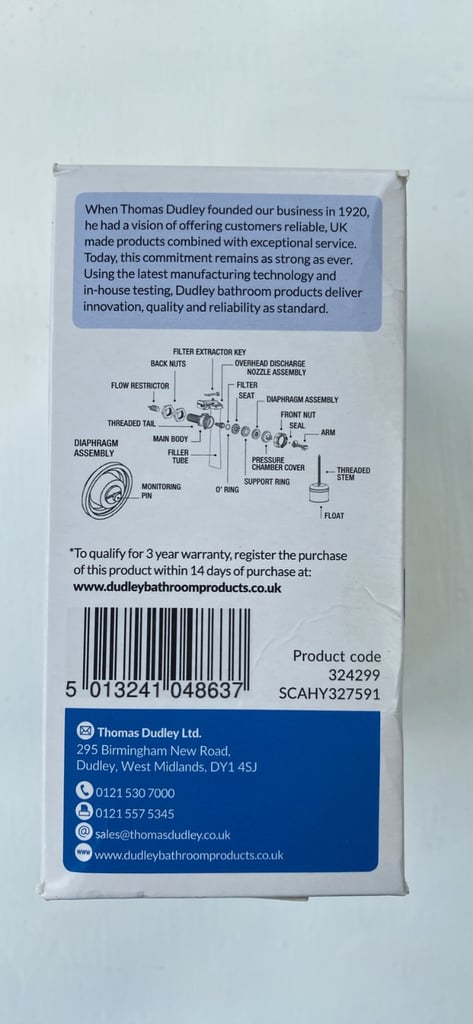 When Thomas Dudley founded our business in 1920,
he had a vision of offering customers reliable, UK
made products combined with exceptional service.
Today, this commitment remains as strong as ever.
Using the latest manufacturing technology and
in-house testing, Dudley bathroom products deliver
innovation, quality and reliability as standard.
FILTER EXTRACTOR KEY
BACK NUTS
OVERHEAD DISCHARGE
NOZZLE ASSEMBLY
FLOW RESTRICTOR
FILTER
SEAT
DIAPHRAGM ASSEMBLY
FRONT NUT
SEAL
ARM
THREADED TAIL
MAIN BODY
FILLER
TUBE
PRESSURE
CHAMBER COVER
SUPPORT RING
O' RING
DIAPHRAGM
ASSEMBLY
MONITORING
PIN
THREADED
STEM
FLOAT
*To qualify for 3 year warranty, register the purchase
of this product within 14 days of purchase at:
www.dudleybathroomproducts.co.uk
5 013241 048637
Product code
324299
SCAHY327591
Thomas Dudley Ltd.
295 Birmingham New Road,
Dudley, West Midlands, DY1 4SJ
0121 530 7000
0121 557 5345
@ sales@thomasdudley.co.uk
www www.dudleybathroomproducts.co.uk